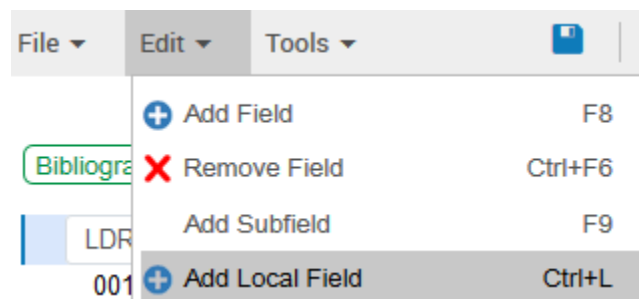 File Edit Tools
Add Field F8
Bibliogra
Remove Field Ctrl+F6
Add Subfield F9
LDR
001
Add Local Field Ctrl+L